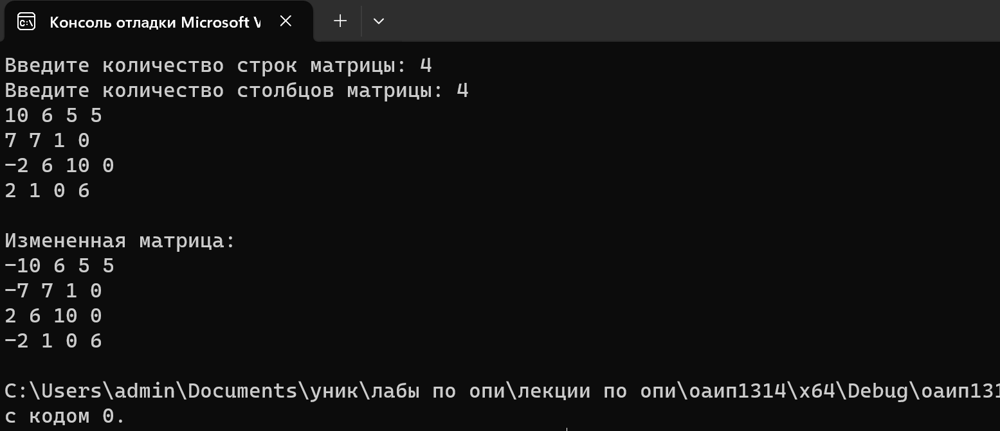 Консоль отладки Microsoft V
Введите количество строк матрицы: 4
Введите количество столбцов матрицы: 4
10 6 5 5
7 7 1 0
-2 6 10 0
2 1 0 6
Измененная матрица:
-10 6 5 5
-7 7 1 0
2 6 10 0
-2 1 0 6
C:\Users\admin\Documents\уник\лабы по опи\лекции по опи\оаип1314\x64\Debug\оаип131
с кодом 0.